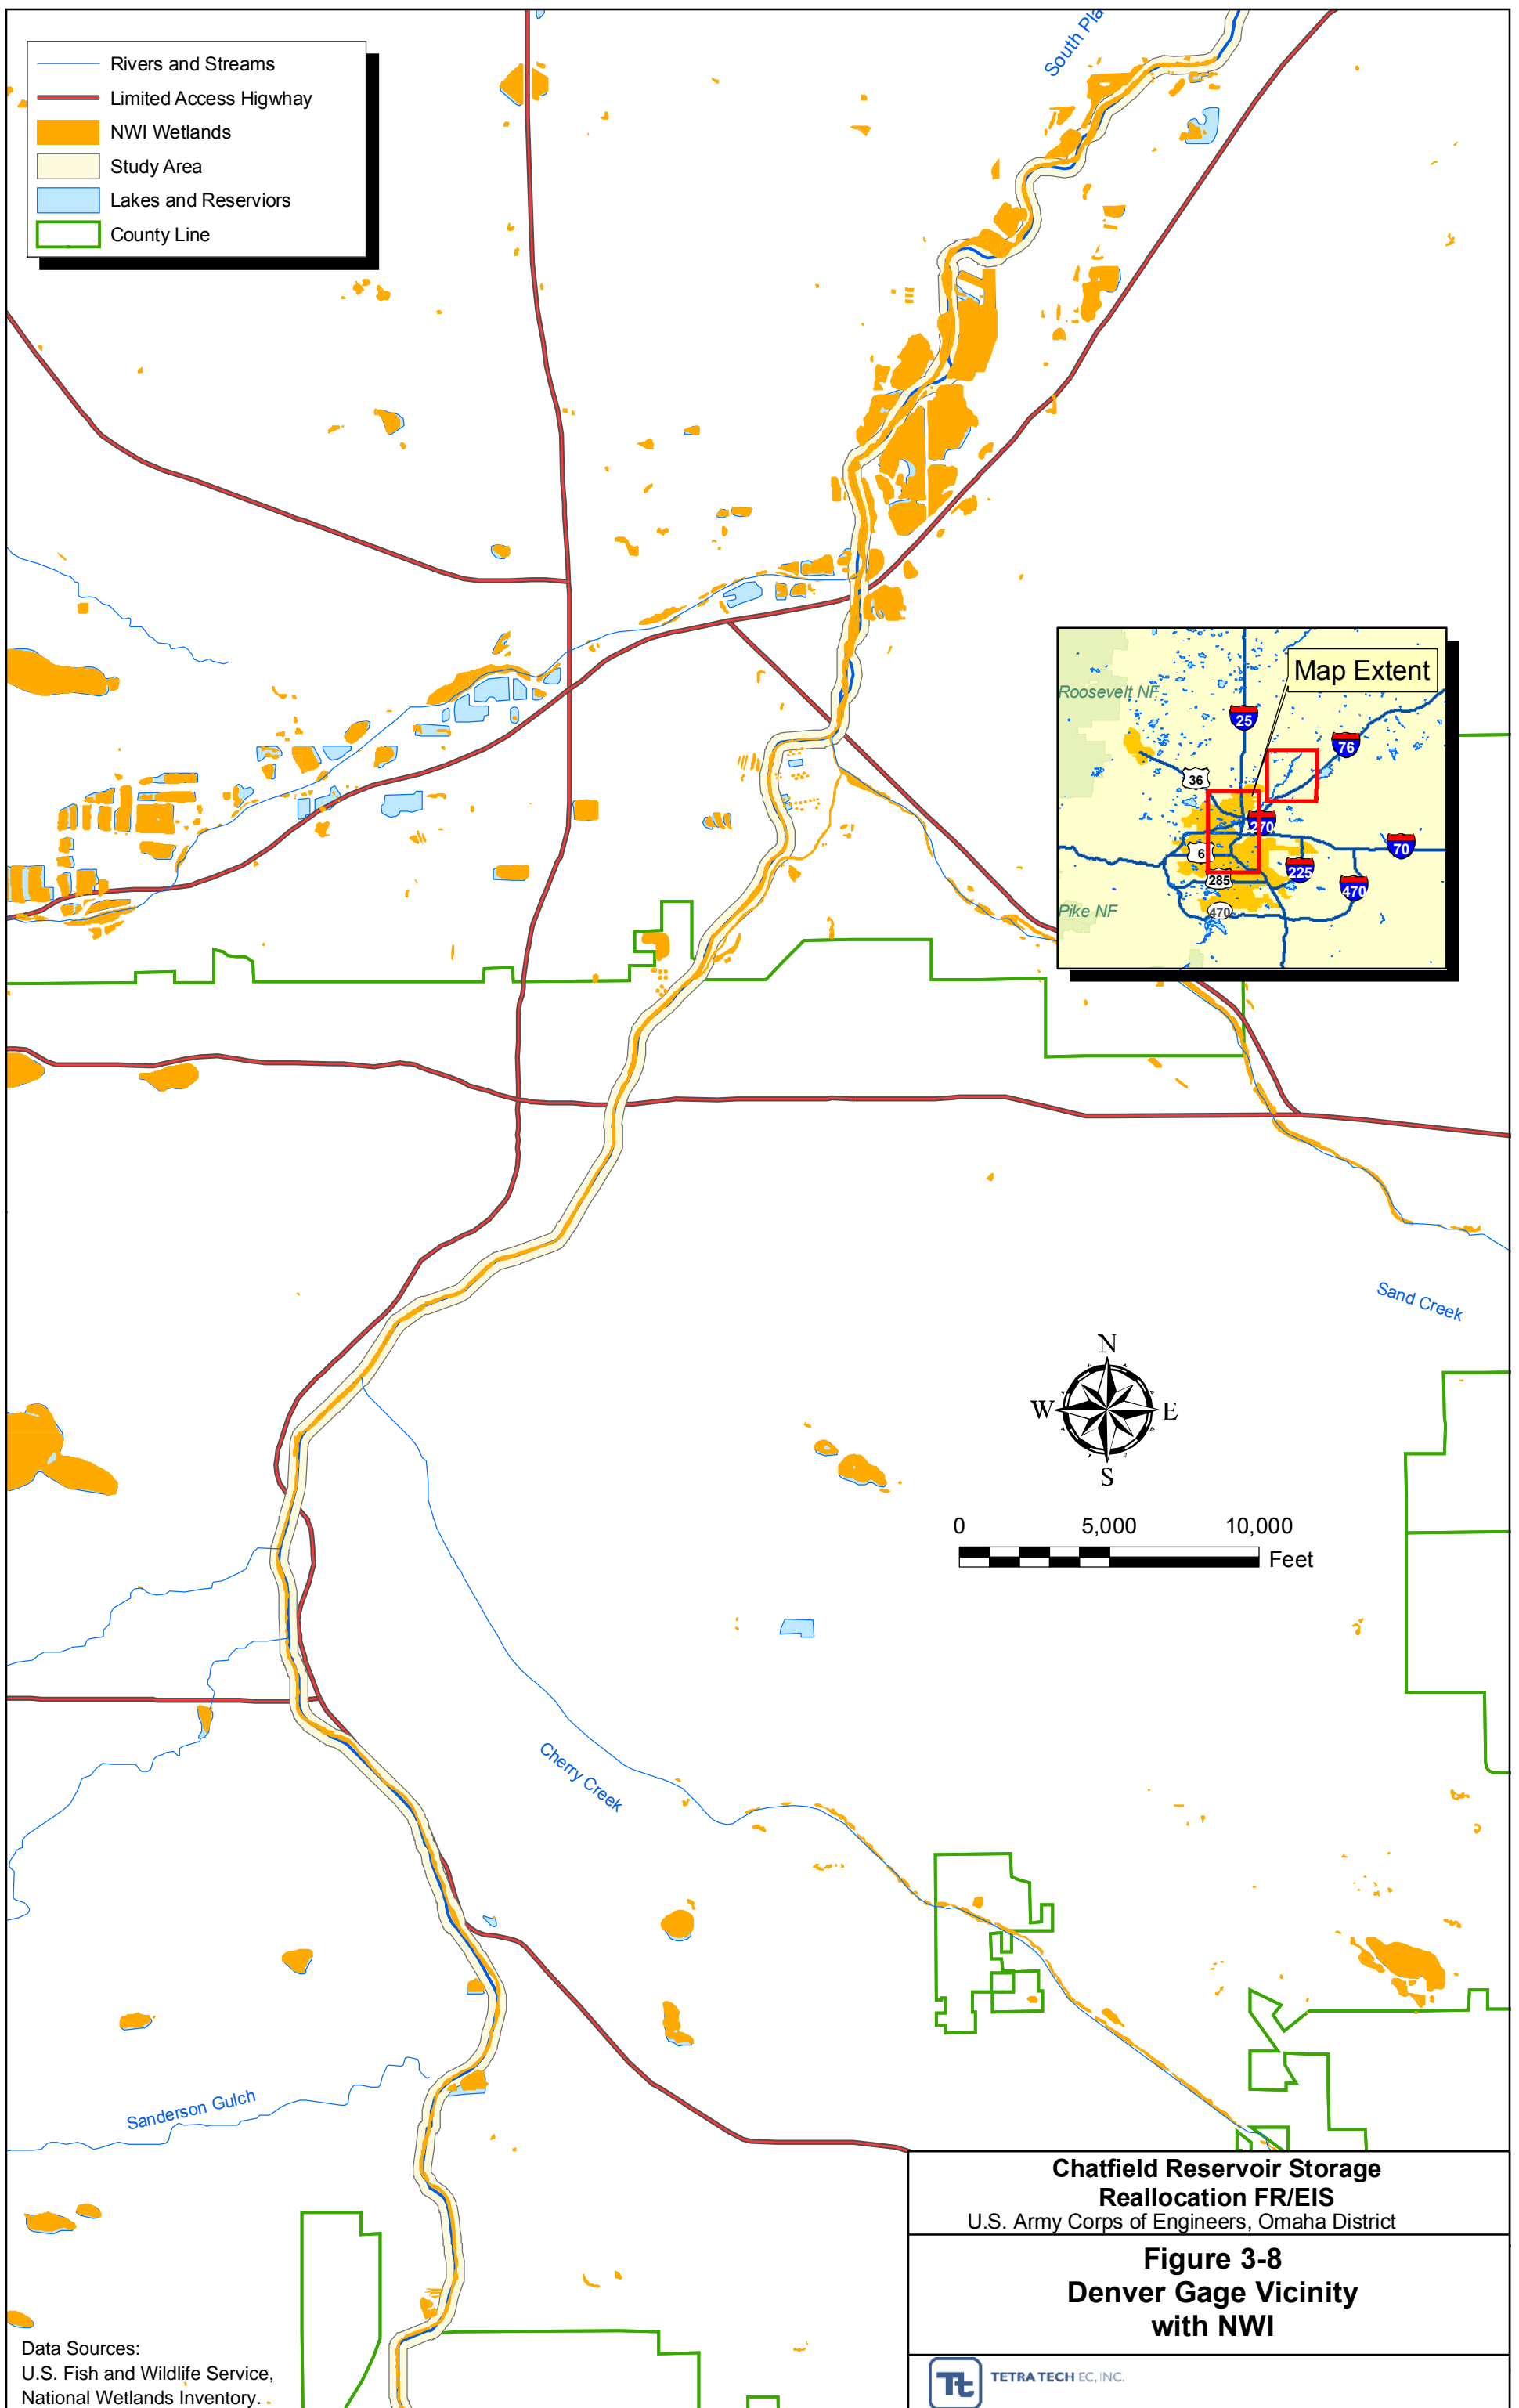 Rivers and Streams
Limited Access Higwhay
NWI Wetlands
Study Area
Lakes and Reserviors
County Line
South Pla
Map Extent
Roosevelt NF
25
76
36
270
6
70
225
285
470
Pike NF
470
Sand Creek
N
W E
S
0 5,000 10,000
Feet
Cherry Creek
Sanderson Gulch
Chatfield Reservoir Storage
Reallocation FR/EIS
U.S. Army Corps of Engineers, Omaha District
Figure 3-8
Denver Gage Vicinity
with NWI
Data Sources:
U.S. Fish and Wildlife Service,
National Wetlands Inventory.
Tt TETRA TECH EC, INC.